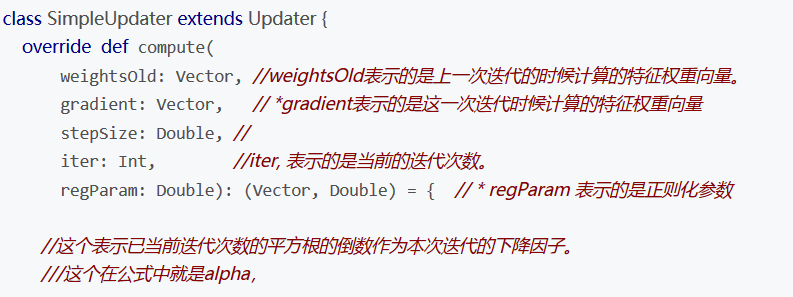 class SimpleUpdater extends Updater {
override def compute(
weightsOld: Vector, //weightsOld表示的是上一次迭代的时候计算的特征权重向量。
gradient: Vector, // *gradient表示的是这一次迭代时候计算的特征权重向量
stepSize: Double, //
iter: Int, //iter, 表示的是当前的迭代次数。
regParam: Double): (Vector, Double) = { // * regParam 表示的是正则化参数
//这个表示已当前迭代次数的平方根的倒数作为本次迭代的下降因子。
///这个在公式中就是alpha，